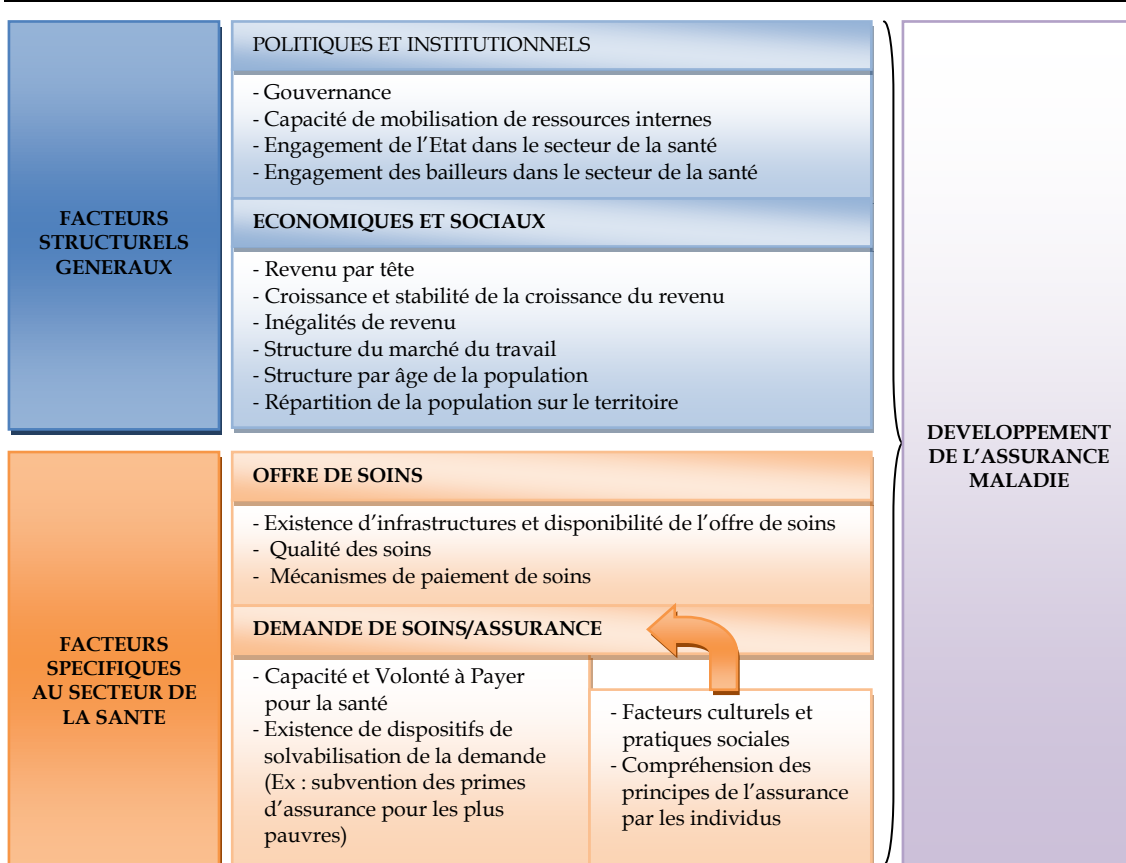 FACTEURS
STRUCTURELS
GENERAUX
POLITIQUES ET INSTITUTIONNELS
- Gouvernance
- Capacité de mobilisation de ressources internes
- Engagement de l’Etat dans le secteur de la santé
- Engagement des bailleurs dans le secteur de la santé
ECONOMIQUES ET SOCIAUX
- Revenu par tête
- Croissance et stabilité de la croissance du revenu
- Inégalités de revenu
- Structure du marché du travail
- Structure par âge de la population
- Répartition de la population sur le territoire
FACTEURS
SPECIFIQUES
AU SECTEUR DE
LA SANTE
OFFRE DE SOINS
- Existence d’infrastructures et disponibilité de l’offre de soins
- Qualité des soins
- Mécanismes de paiement de soins
DEMANDE DE SOINS/ASSURANCE
- Capacité et Volonté à Payer
pour la santé
- Existence de dispositifs de
solvabilisation de la demande
(Ex : subvention des primes
d’assurance pour les plus
pauvres)
- Facteurs culturels et
pratiques sociales
- Compréhension des
principes de l’assurance
par les individus
DEVELOPPEMENT
DE L’ASSURANCE
MALADIE